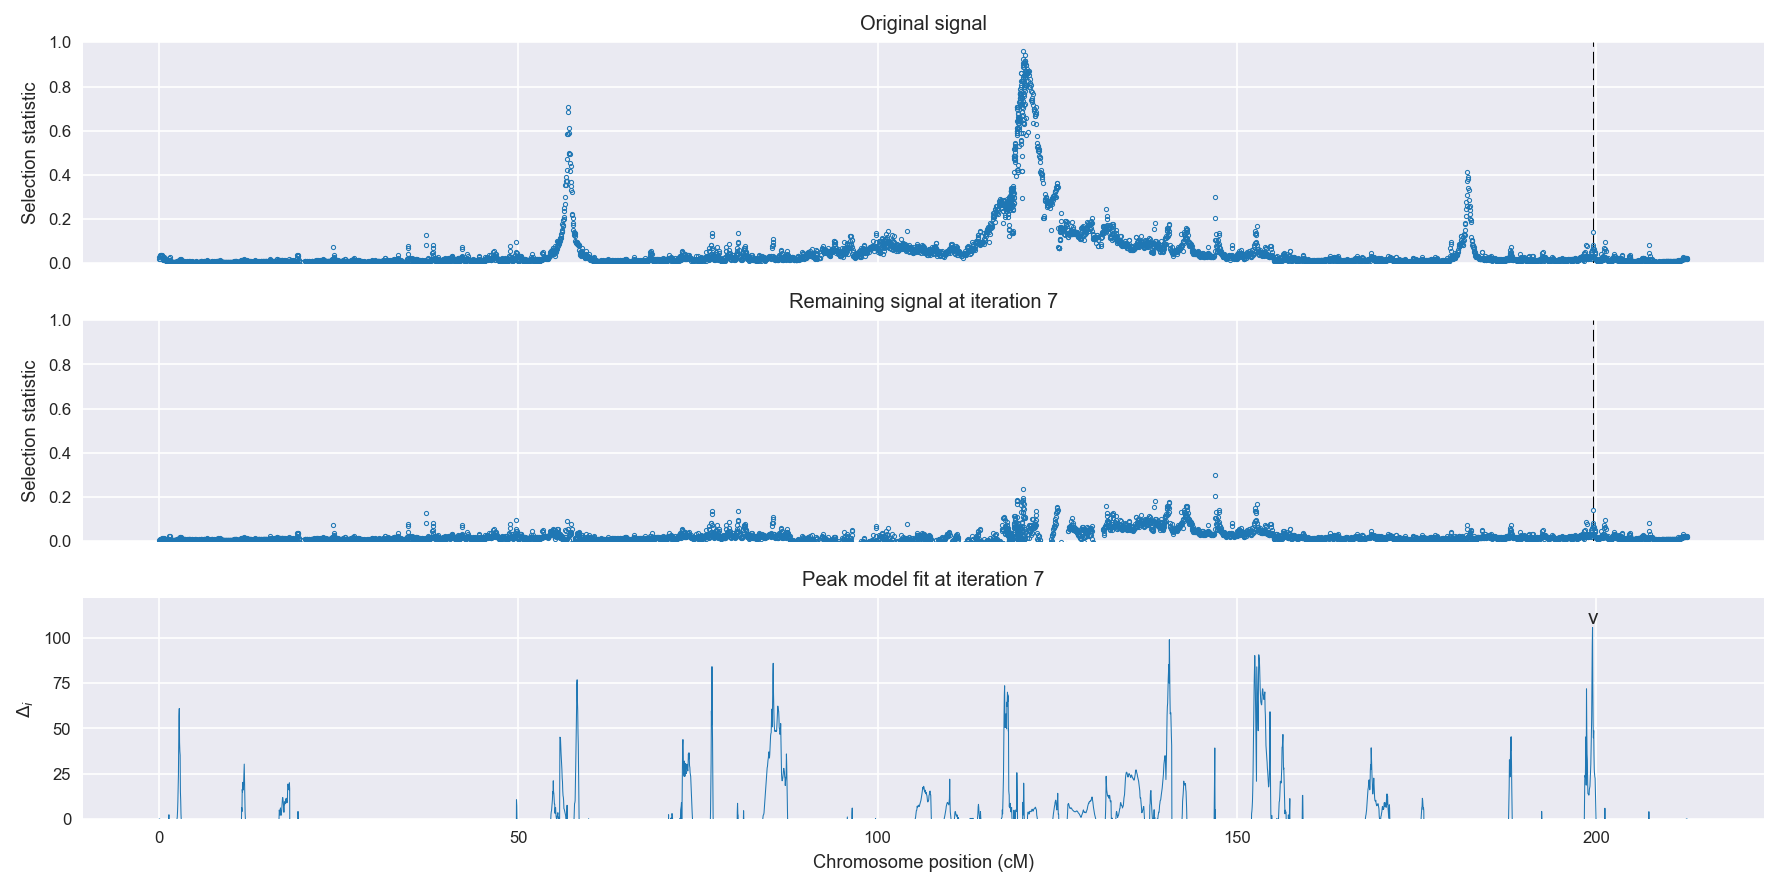 Original signal
1.0
0.8
0.6
0.4
0.2
0.0
Selection statistic
Remaining signal at iteration 7
1.0
0.8
0.6
0.4
0.2
0.0
Selection statistic
Peak model fit at iteration 7
v
100
75
50
25
0
Δi
0 50 100 150 200
Chromosome position (cM)